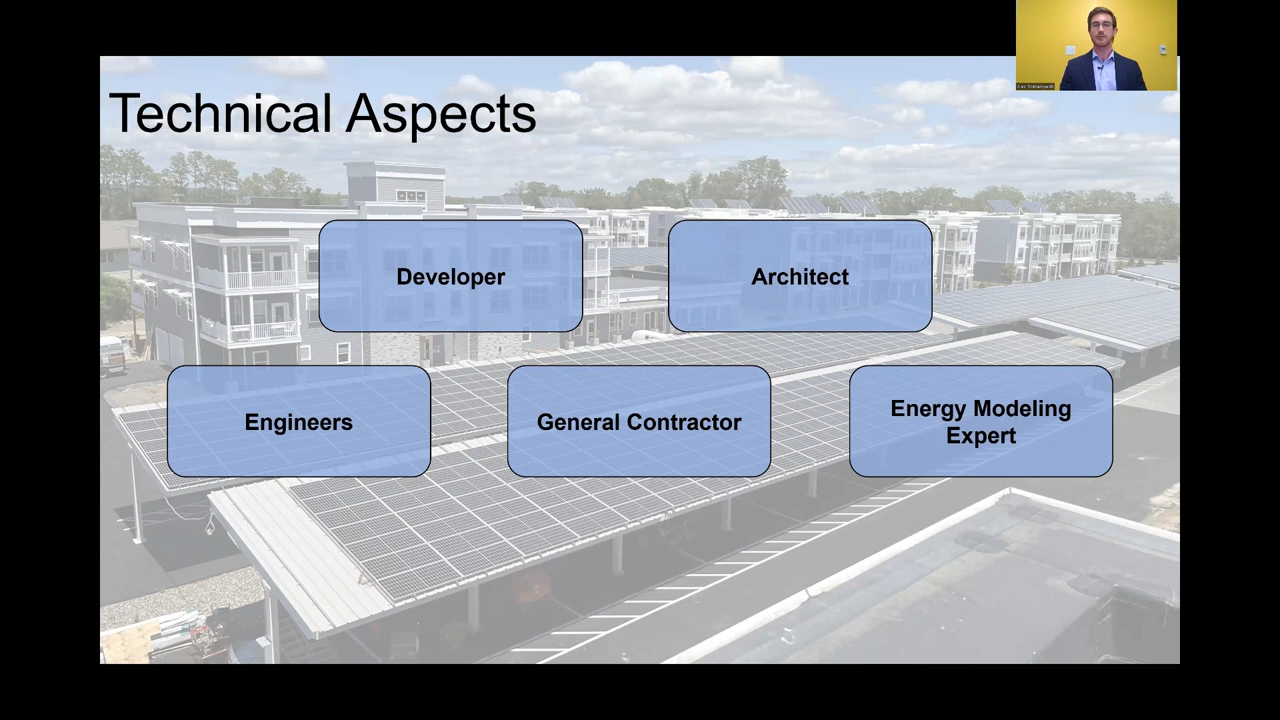 Technical Aspects
Developer
Architect
Engineers
General Contractor
Energy Modeling
Expert